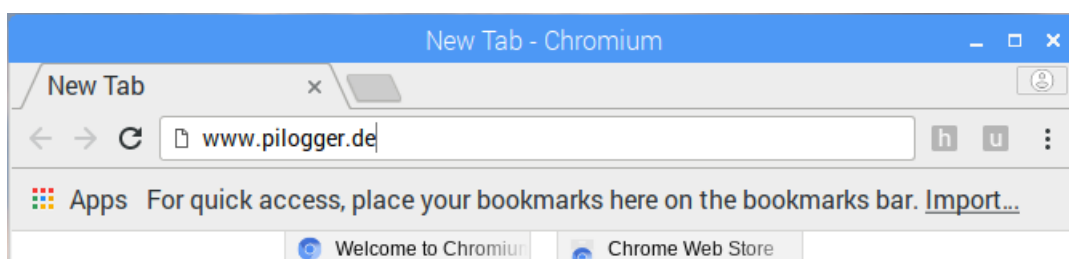 New Tab - Chromium
New Tab
www.pilogger.de
h u
Apps For quick access, place your bookmarks here on the bookmarks bar. Import...
Welcome to Chromium Chrome Web Store